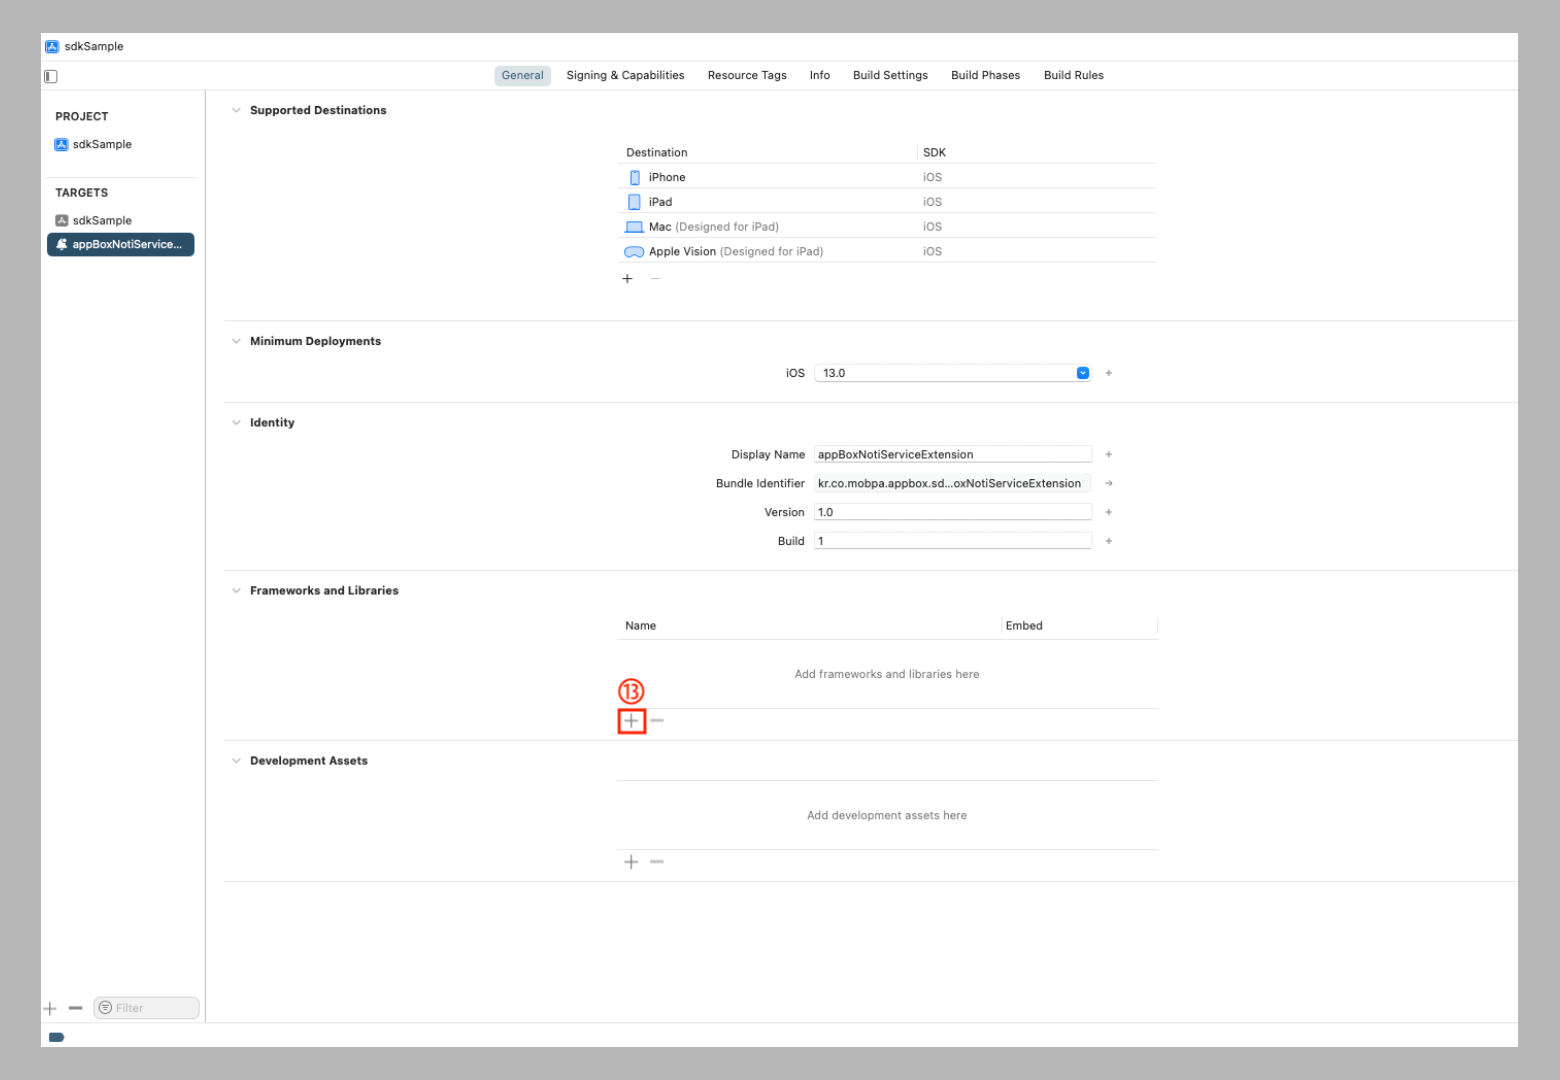 sdkSample
General Signing & Capabilities Resource Tags Info Build Settings Build Phases Build Rules
PROJECT
sdkSample
TARGETS
sdkSample
appBoxNotiService...
Supported Destinations
Destination SDK
iPhone iOS
iPad iOS
Mac (Designed for iPad) iOS
Apple Vision (Designed for iPad) iOS
+ −
Minimum Deployments
iOS 13.0 +
Identity
Display Name appBoxNotiServiceExtension +
Bundle Identifier kr.co.mobpa.appbox.sd...oxNotiServiceExtension →
Version 1.0 +
Build 1 +
Frameworks and Libraries
Name Embed
Add frameworks and libraries here
⑬
+ −
Development Assets
Add development assets here
+ −
+ − Filter